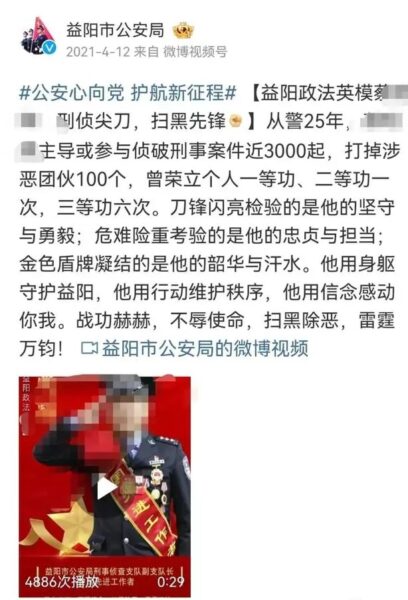 益阳市公安局
2021-4-12 来自 微博视频号
#公安心向党 护航新征程# 【益阳政法英模蔡
刑侦尖刀，扫黑先锋】从警25年，
主导或参与侦破刑事案件近3000起，打掉涉
恶团伙100个，曾荣立个人一等功、二等功一
次，三等功六次。刀锋闪亮检验的是他的坚守
与勇毅；危难险重考验的是他的忠贞与担当；
金色盾牌凝结的是他的韶华与汗水。他用身躯
守护益阳，他用行动维护秩序，他用信念感动
你我。战功赫赫，不辱使命，扫黑除恶，雷霆
万钧！ 益阳市公安局的微博视频
益阳政法
进工作者
益阳市公安局刑事侦查支队副支队长
先进工作者
4886次播放
0:29